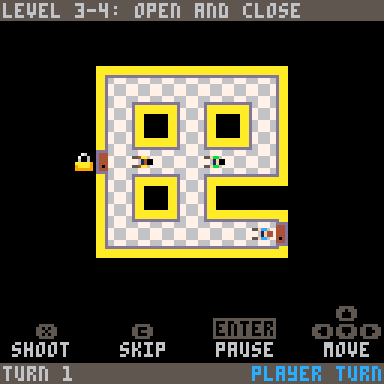 LEVEL 3-4: OPEN AND CLOSE
X C ENTER
SHOOT SKIP PAUSE MOVE
TURN 1 PLAYER TURN